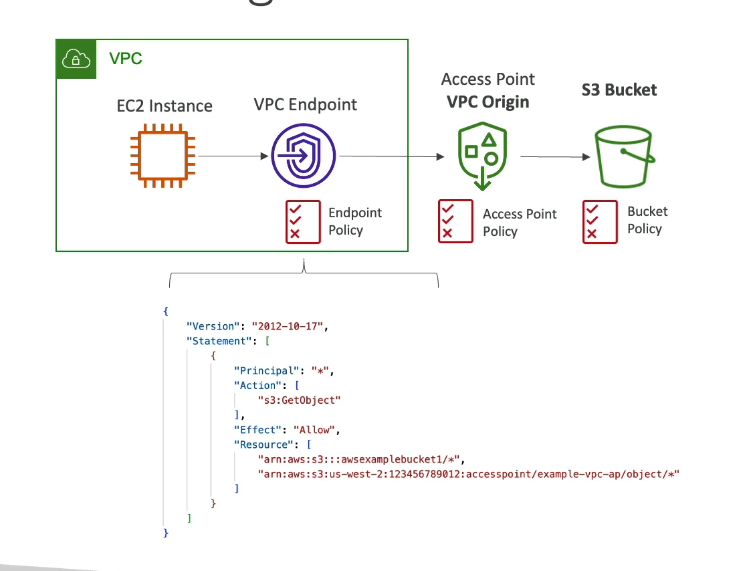 VPC
EC2 Instance
VPC Endpoint
Access Point
VPC Origin
S3 Bucket
Endpoint
Policy
Access Point
Policy
Bucket
Policy
{
"Version": "2012-10-17",
"Statement": [
{
"Principal": "*",
"Action": [
"s3:GetObject"
],
"Effect": "Allow",
"Resource": [
"arn:aws:s3:::awsexamplebucket1/*",
"arn:aws:s3:us-west-2:123456789012:accesspoint/example-vpc-ap/object/*"
]
}
]
}